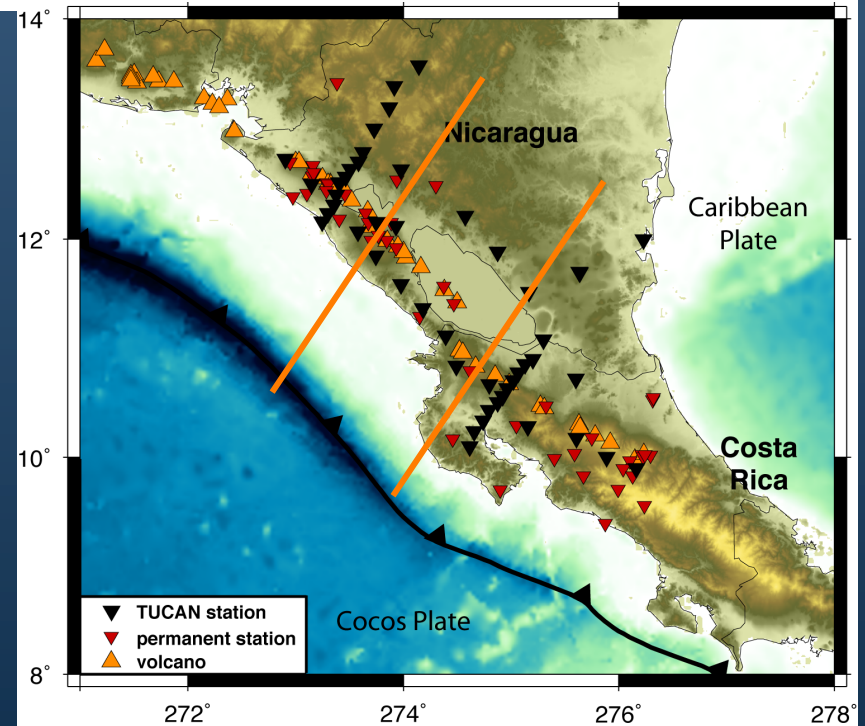 14°
12°
10°
8°
272°
274°
276°
278°
Nicaragua
Caribbean
Plate
Costa
Rica
Cocos Plate
TUCAN station
permanent station
volcano